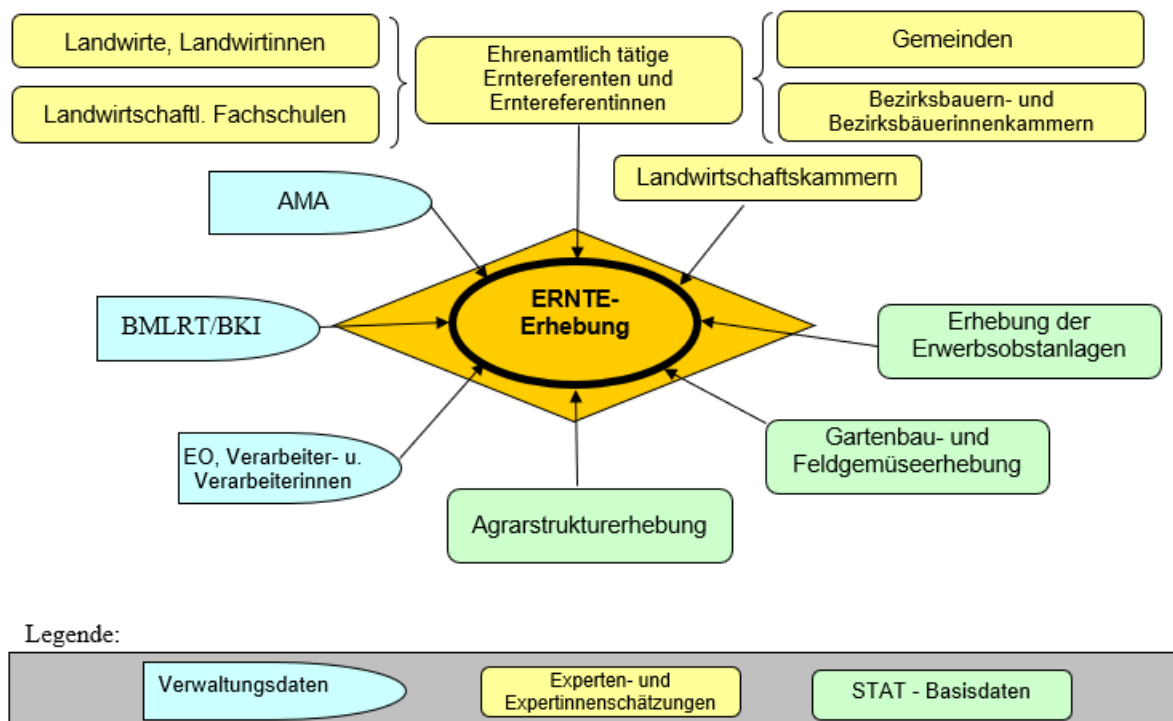 Landwirte, Landwirtinnen
Landwirtschaftl. Fachschulen
Ehrenamtlich tätige
Erntereferenten und
Erntereferentinnen
Gemeinden
Bezirksbauern- und
Bezirksbäuerinnenkammern
Landwirtschaftskammern
AMA
BMLRT/BKI
EO, Verarbeiter- u.
Verarbeiterinnen
ERNTE-
Erhebung
Erhebung der
Erwerbsobstanlagen
Gartenbau- und
Feldgemüseerhebung
Agrarstrukturerhebung
Legende:
Verwaltungsdaten
Experten- und
Expertinnenschätzungen
STAT - Basisdaten